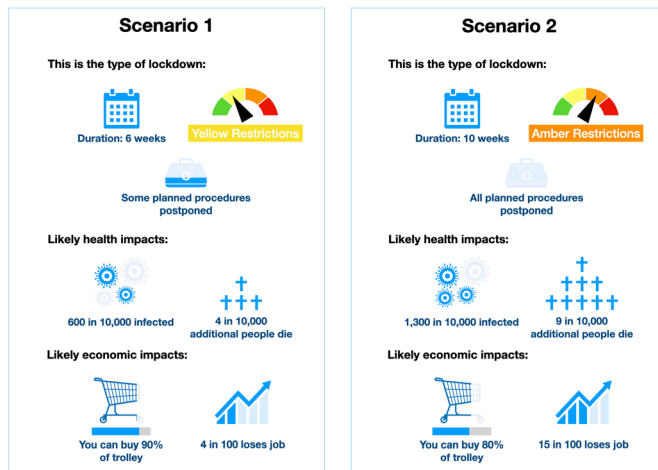 Scenario 1
This is the type of lockdown:
Duration: 6 weeks
Yellow Restrictions
Some planned procedures
postponed
Likely health impacts:
600 in 10,000 infected
4 in 10,000
additional people die
Likely economic impacts:
You can buy 90%
of trolley
4 in 100 loses job
Scenario 2
This is the type of lockdown:
Duration: 10 weeks
Amber Restrictions
All planned procedures
postponed
Likely health impacts:
1,300 in 10,000 infected
9 in 10,000
additional people die
Likely economic impacts:
You can buy 80%
of trolley
15 in 100 loses job